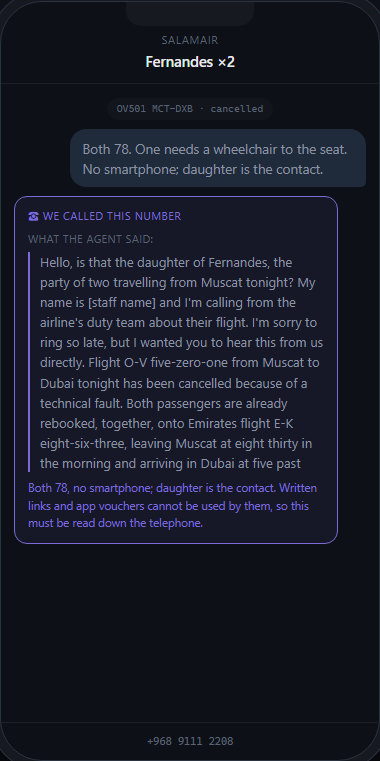 SALAMAIR
Fernandes ×2
OV501 MCT–DXB · cancelled
Both 78. One needs a wheelchair to the seat.
No smartphone; daughter is the contact.
☎ WE CALLED THIS NUMBER
WHAT THE AGENT SAID:
Hello, is that the daughter of Fernandes, the
party of two travelling from Muscat tonight? My
name is [staff name] and I'm calling from the
airline's duty team about their flight. I'm sorry to
ring so late, but I wanted you to hear this from us
directly. Flight O-V five-zero-one from Muscat to
Dubai tonight has been cancelled because of a
technical fault. Both passengers are already
rebooked, together, onto Emirates flight E-K
eight-six-three, leaving Muscat at eight thirty in
the morning and arriving in Dubai at five past
Both 78, no smartphone; daughter is the contact. Written
links and app vouchers cannot be used by them, so this
must be read down the telephone.
+968 9111 2208